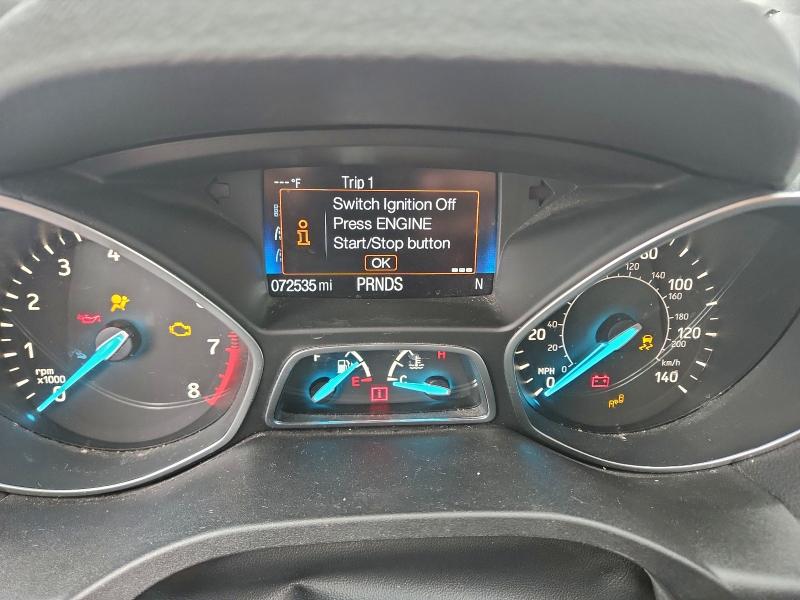 --- °F Trip 1
Switch Ignition Off
Press ENGINE
Start/Stop button
OK
072535 mi PRNDS N
0
1
2
3
4
7
8
rpm
x1000
F
E
C
H
MPH
0
20
80
100
120
140
0
20
40
120
140
160
200
km/h